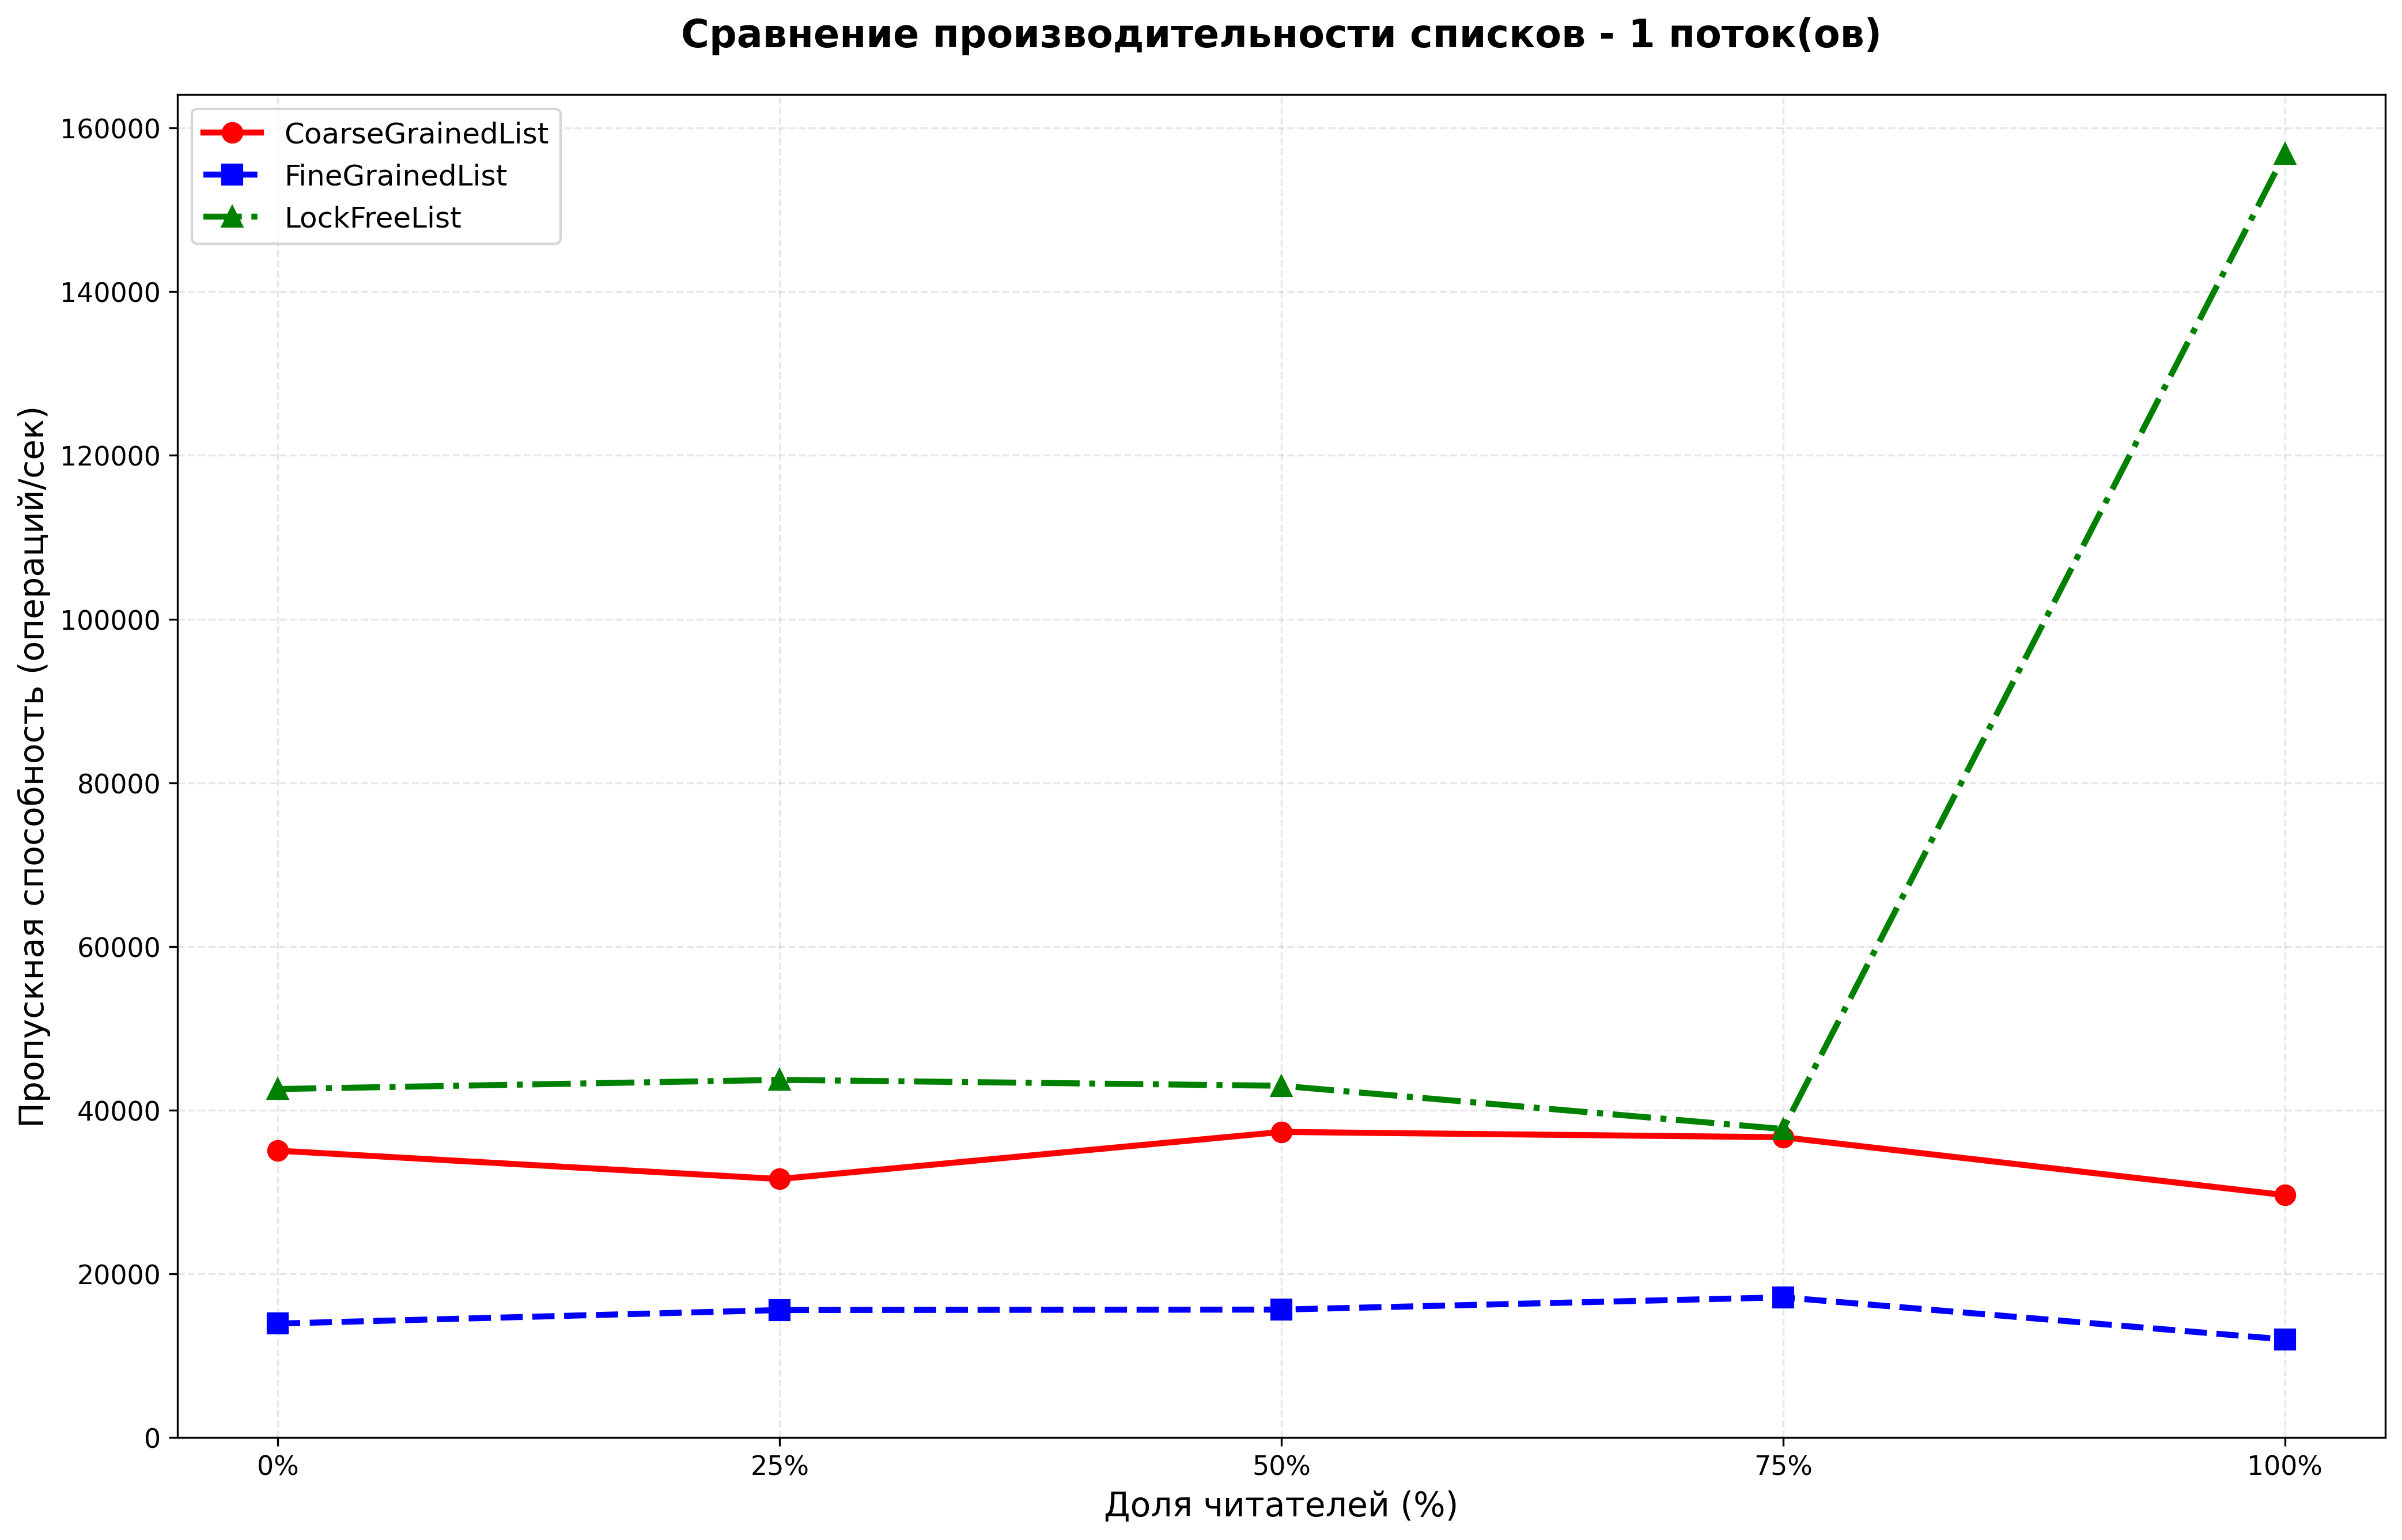 Сравнение производительности списков - 1 поток(ов)
CoarseGrainedList
FineGrainedList
LockFreeList
Пропускная способность (операций/сек)
160000
140000
120000
100000
80000
60000
40000
20000
0
0%
25%
50%
75%
100%
Доля читателей (%)